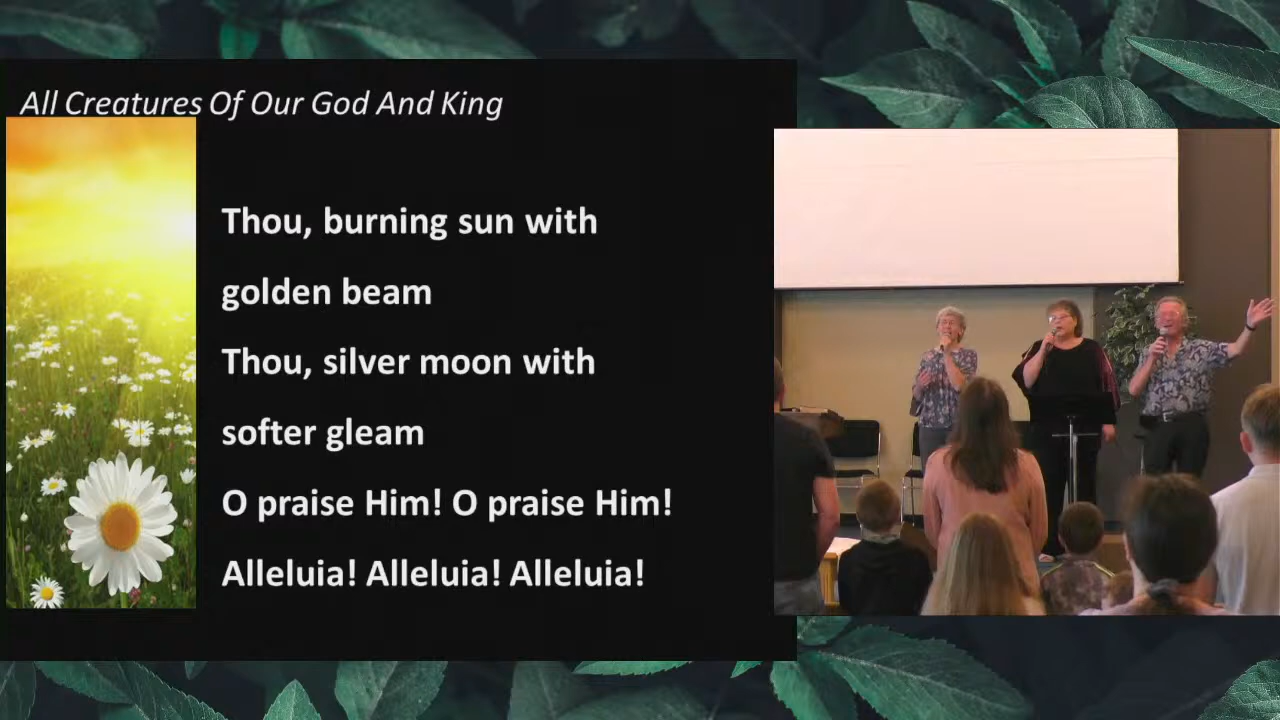 All Creatures Of Our God And King
Thou, burning sun with
golden beam
Thou, silver moon with
softer gleam
O praise Him! O praise Him!
Alleluia! Alleluia! Alleluia!